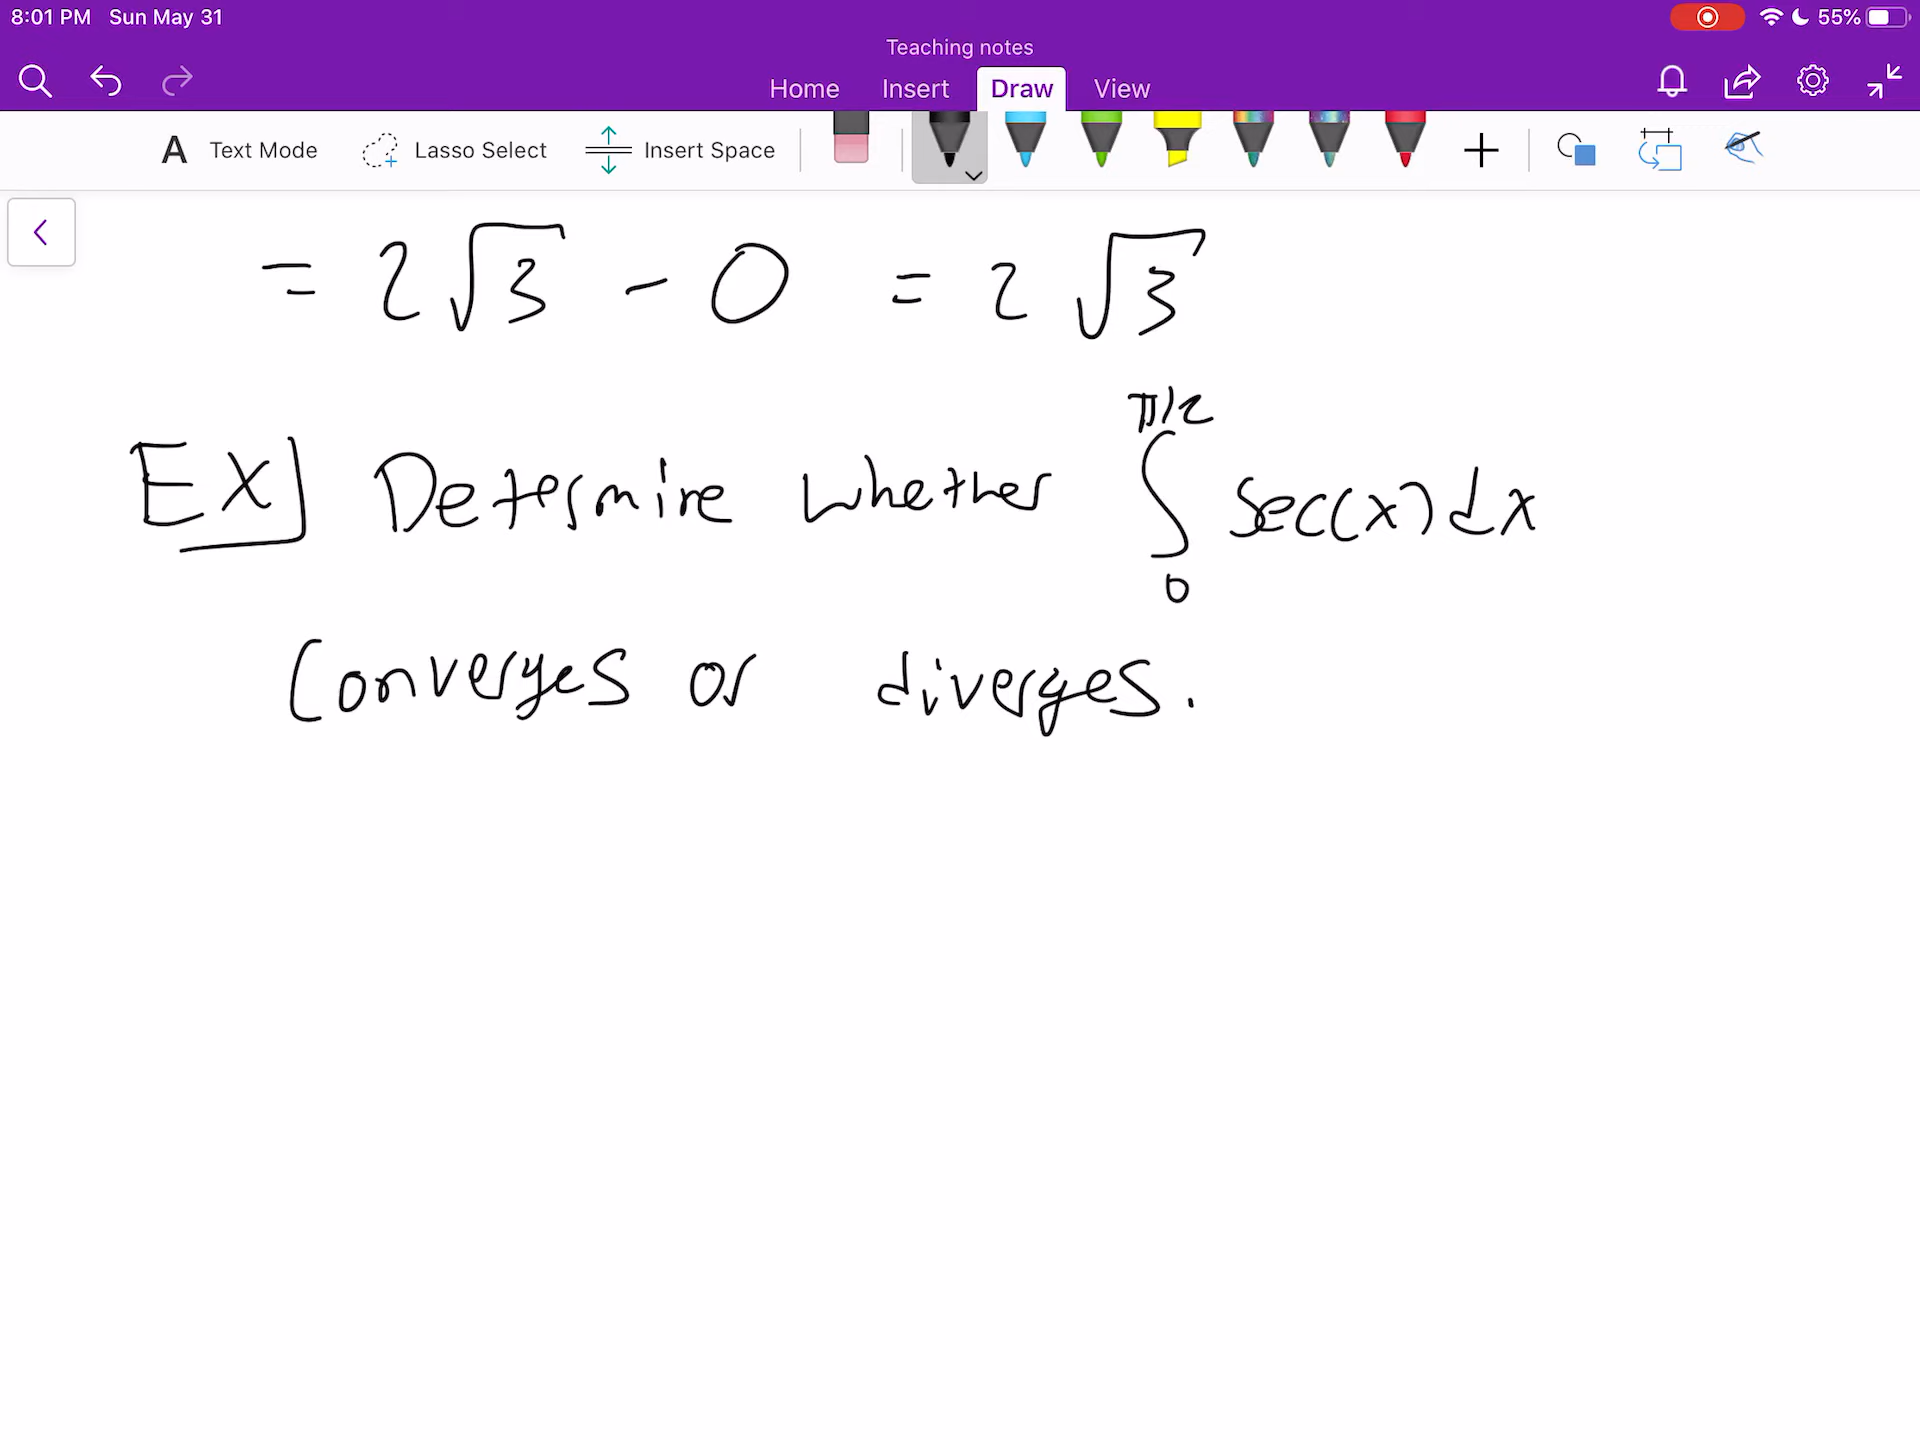 8:01 PM Sun May 31
55%
Teaching notes
Home Insert Draw View
A Text Mode Lasso Select Insert Space
= 2√3 - 0 = 2√3
EX] Determine whether ∫₀^(π/2) sec(x) dx
Converges or diverges.